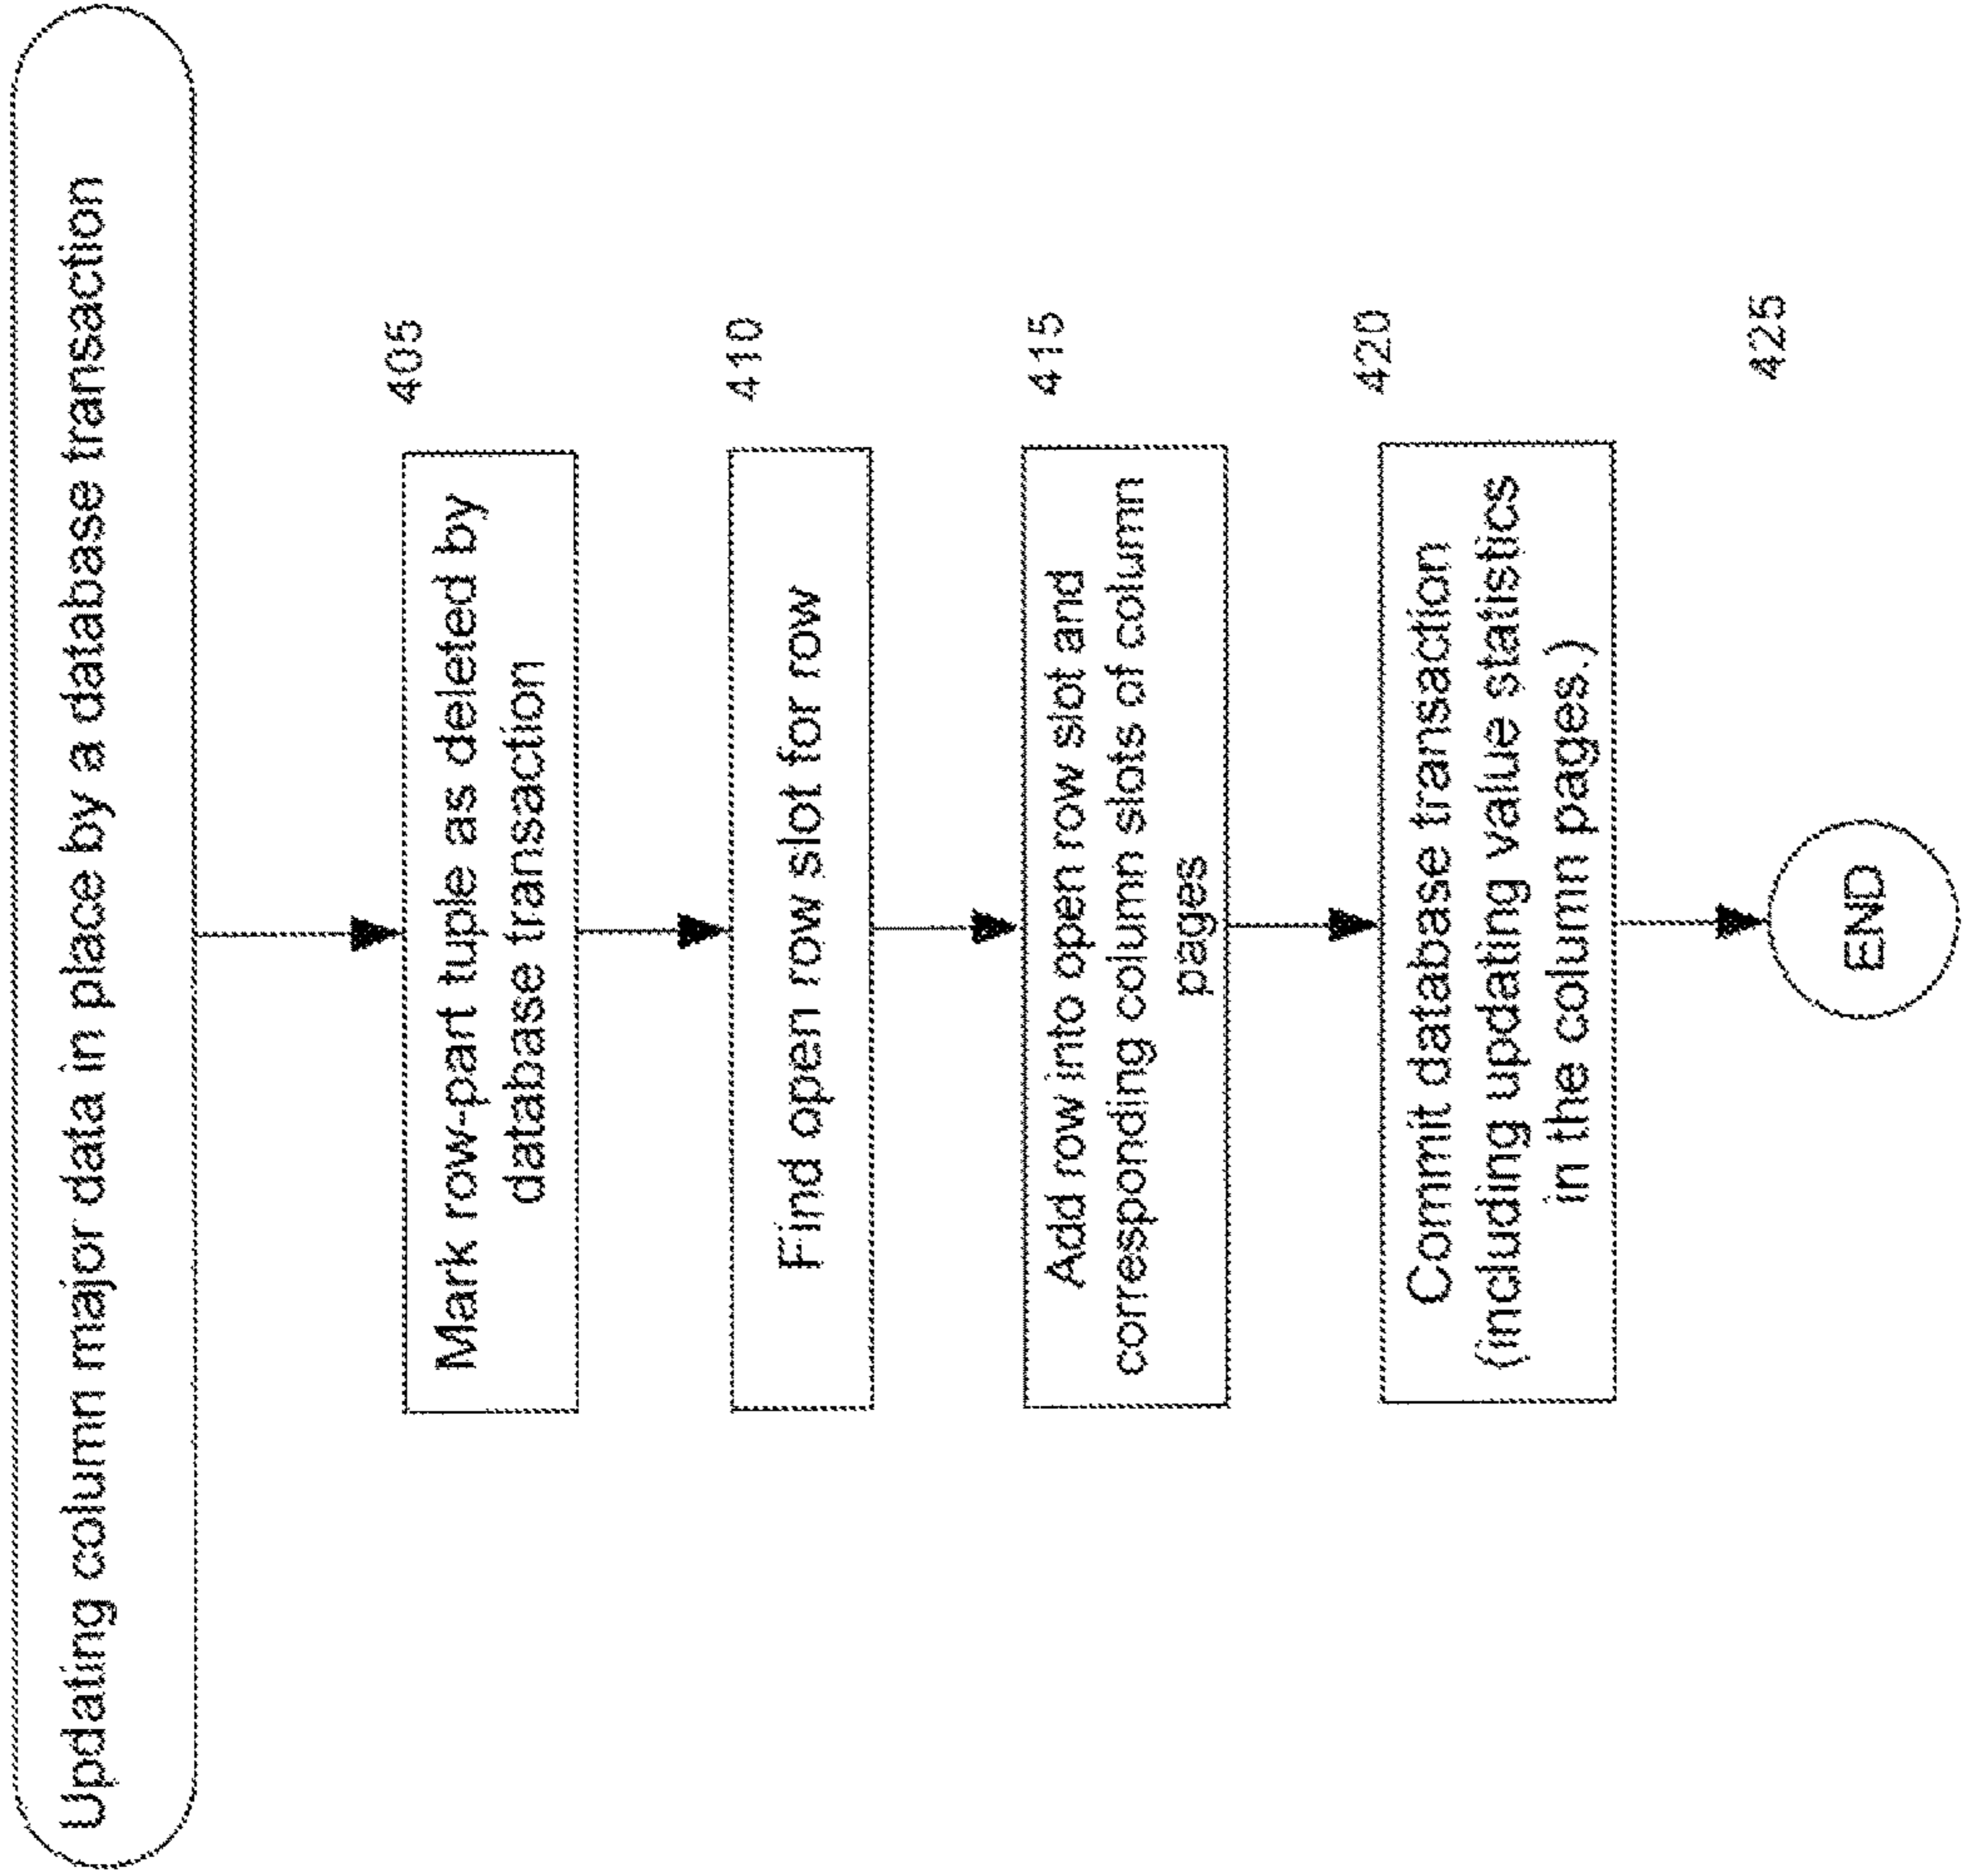 Updating column major data in place by a database transaction
405
Mark row-part tuple as deleted by
database transaction
410
Find open row slot for row
415
Add row into open row slot and
corresponding column slots of column
pages
420
Commit database transaction
(including updating value statistics
in the column pages.)
425
END